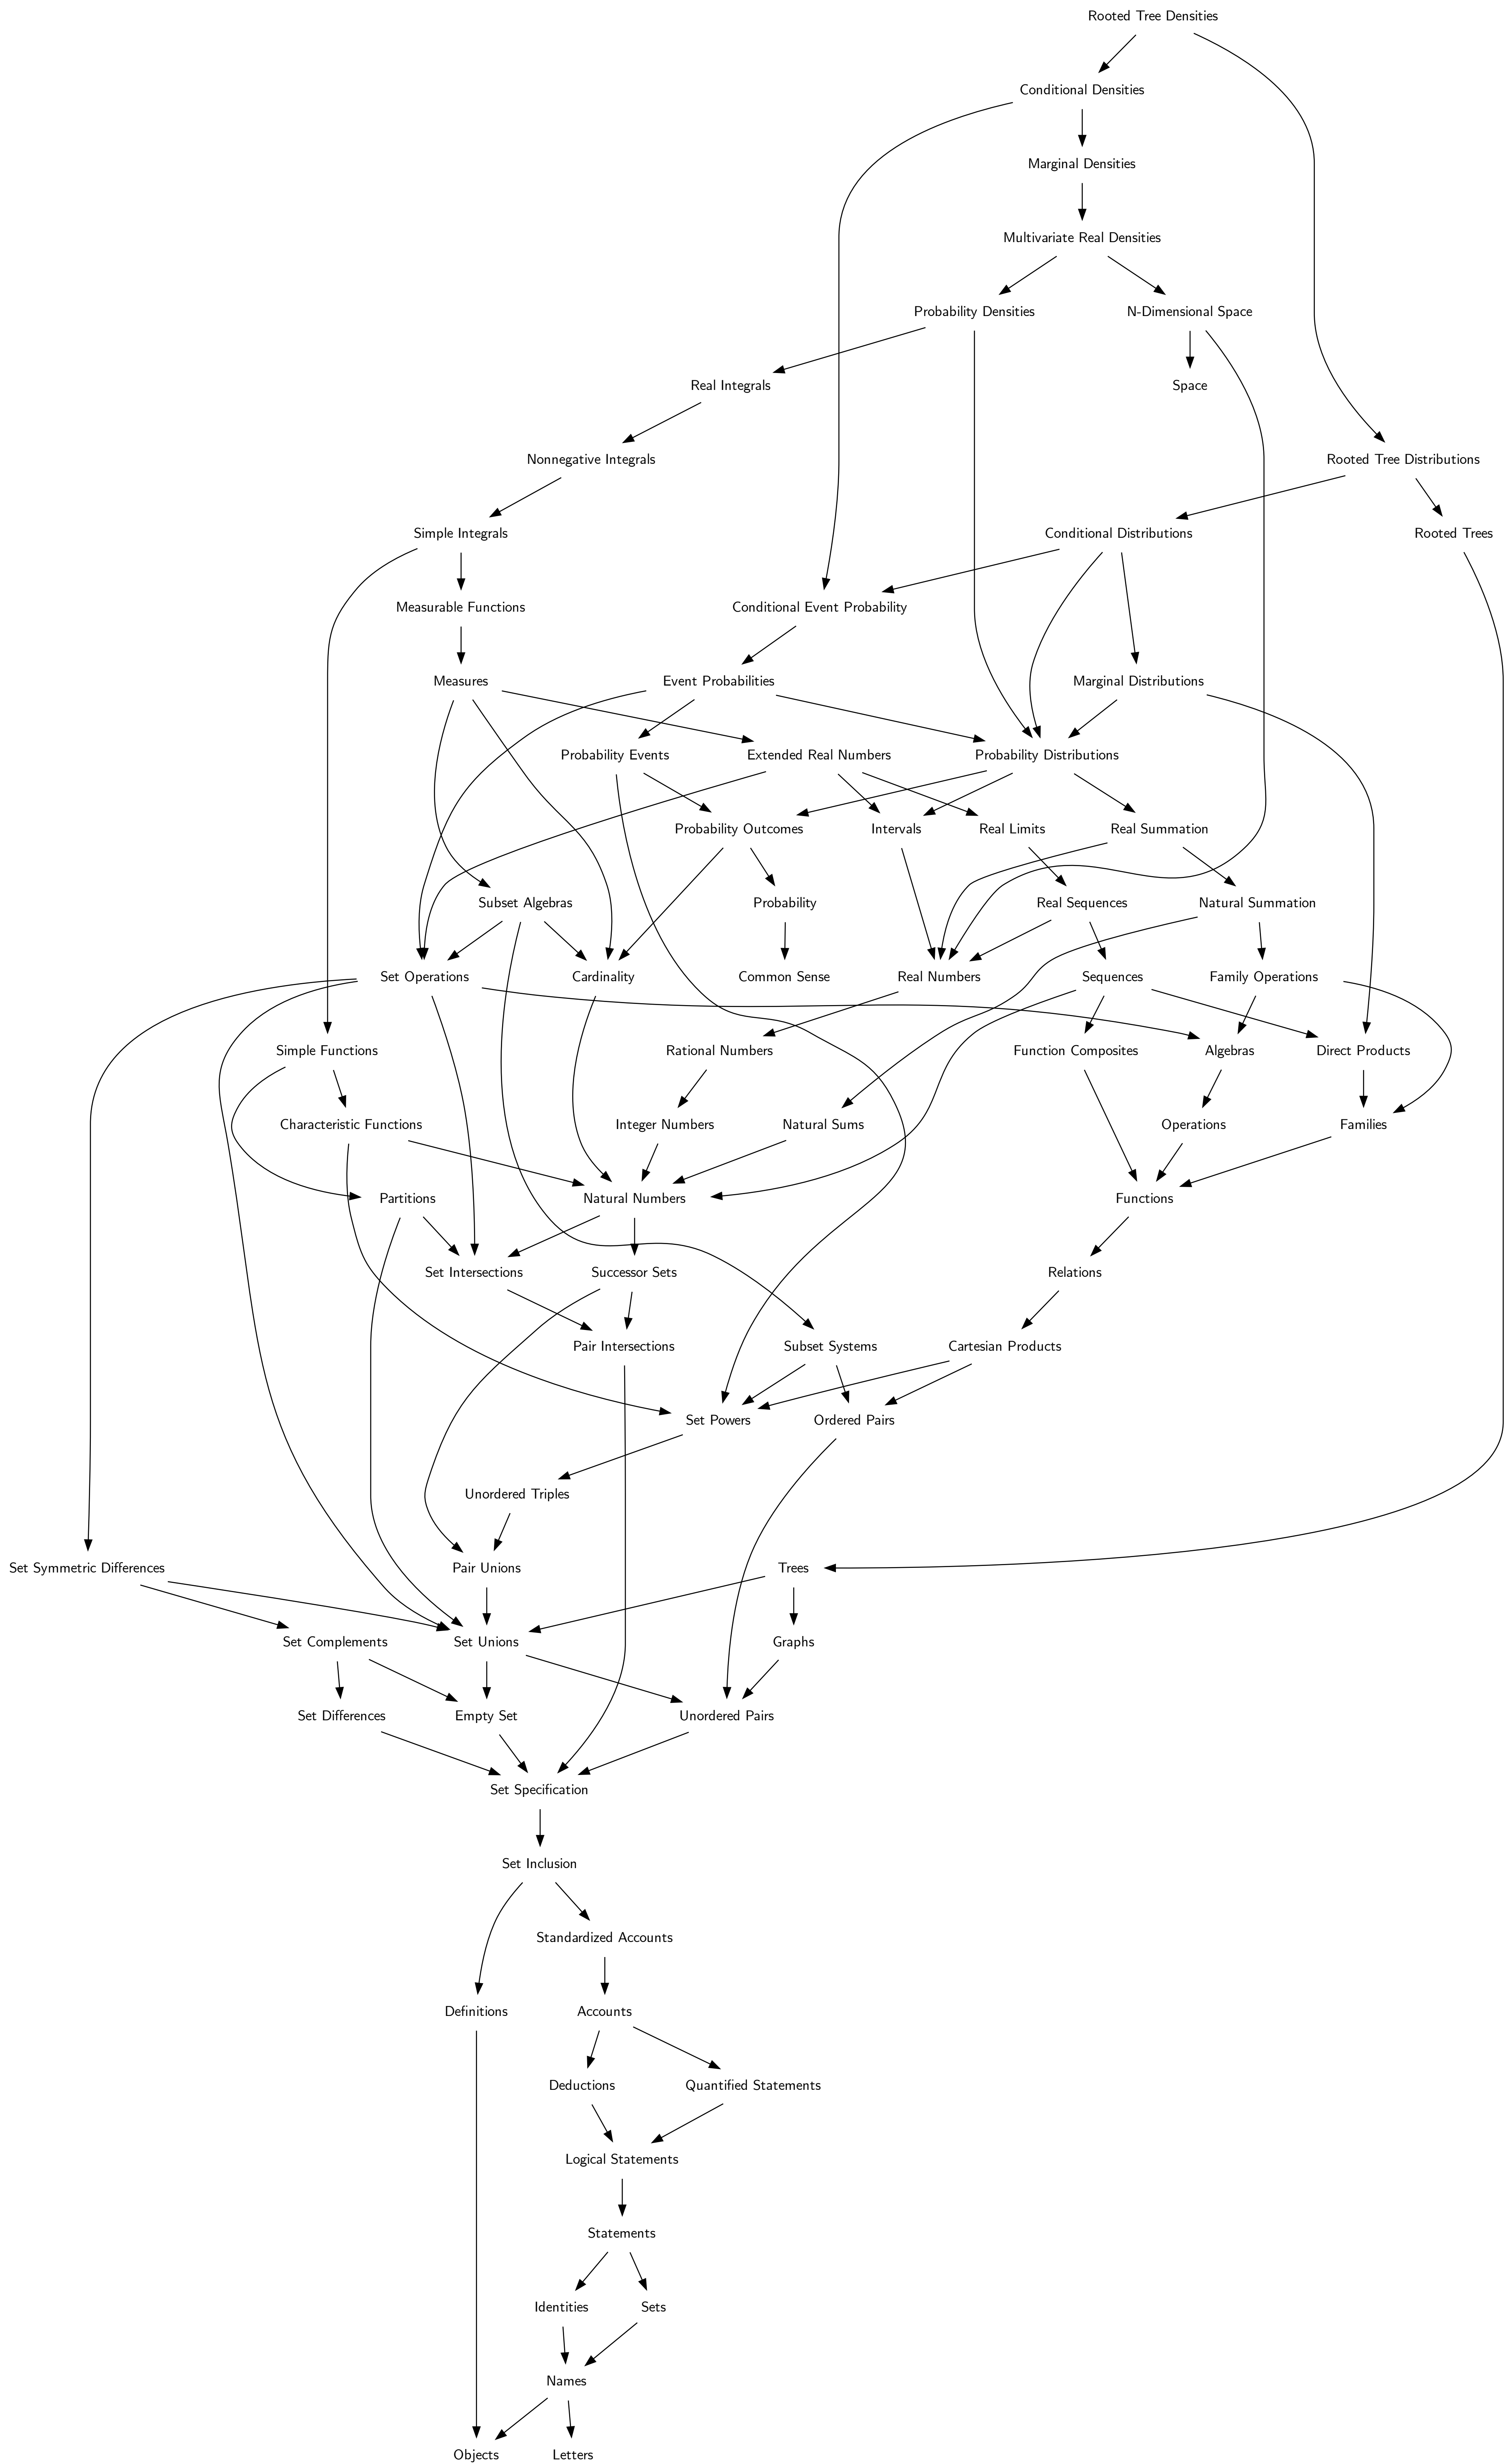 Rooted Tree Densities
Conditional Densities
Marginal Densities
Multivariate Real Densities
Probability Densities
N-Dimensional Space
Real Integrals
Space
Nonnegative Integrals
Rooted Tree Distributions
Simple Integrals
Conditional Distributions
Rooted Trees
Measurable Functions
Conditional Event Probability
Measures
Event Probabilities
Marginal Distributions
Probability Events
Extended Real Numbers
Probability Distributions
Probability Outcomes
Intervals
Real Limits
Real Summation
Subset Algebras
Probability
Real Sequences
Natural Summation
Set Operations
Cardinality
Common Sense
Real Numbers
Sequences
Family Operations
Simple Functions
Rational Numbers
Function Composites
Algebras
Direct Products
Characteristic Functions
Integer Numbers
Natural Sums
Operations
Families
Partitions
Natural Numbers
Functions
Set Intersections
Successor Sets
Relations
Pair Intersections
Subset Systems
Cartesian Products
Set Powers
Ordered Pairs
Unordered Triples
Set Symmetric Differences
Pair Unions
Trees
Set Complements
Set Unions
Graphs
Set Differences
Empty Set
Unordered Pairs
Set Specification
Set Inclusion
Standardized Accounts
Definitions
Accounts
Deductions
Quantified Statements
Logical Statements
Statements
Identities
Sets
Names
Objects
Letters